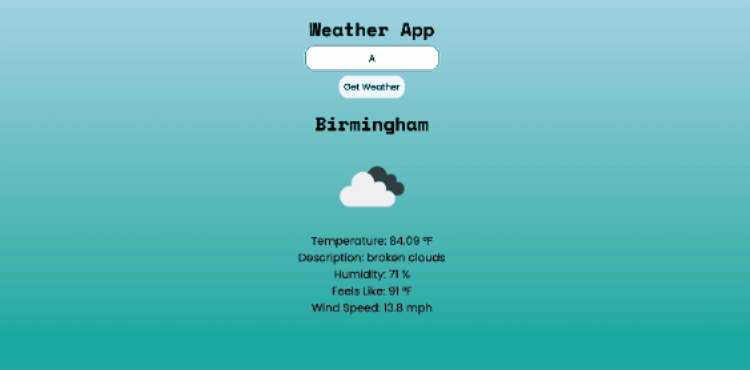 Weather App
A
Get Weather
Birmingham
Temperature: 84.09 °F
Description: broken clouds
Humidity: 71 %
Feels Like: 91 °F
Wind Speed: 13.8 mph